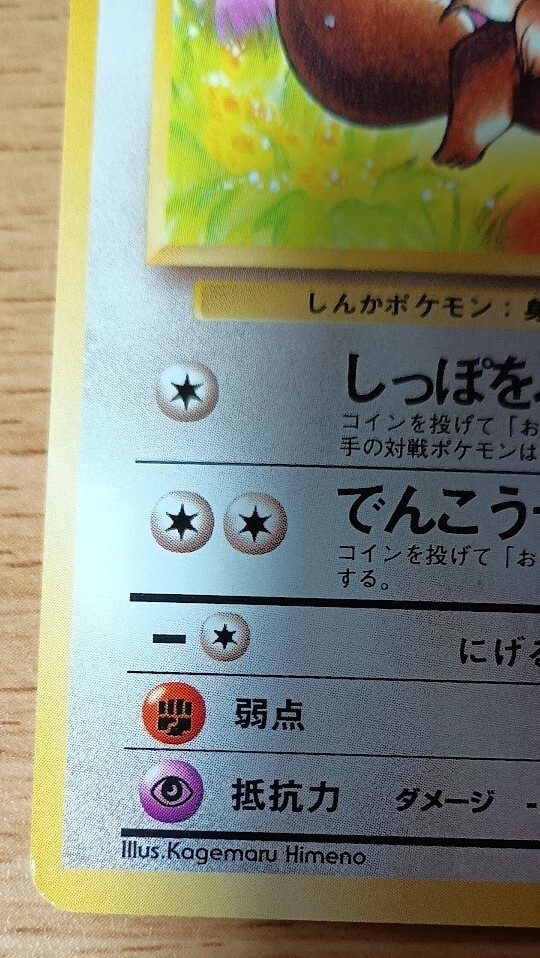 しんかポケモン：身
しっぽを
コインを投げて「お
手の対戦ポケモンは
でんこう
コインを投げて「お
する。
にげる
弱点
抵抗力 ダメージ -
Illus.Kagemaru Himeno